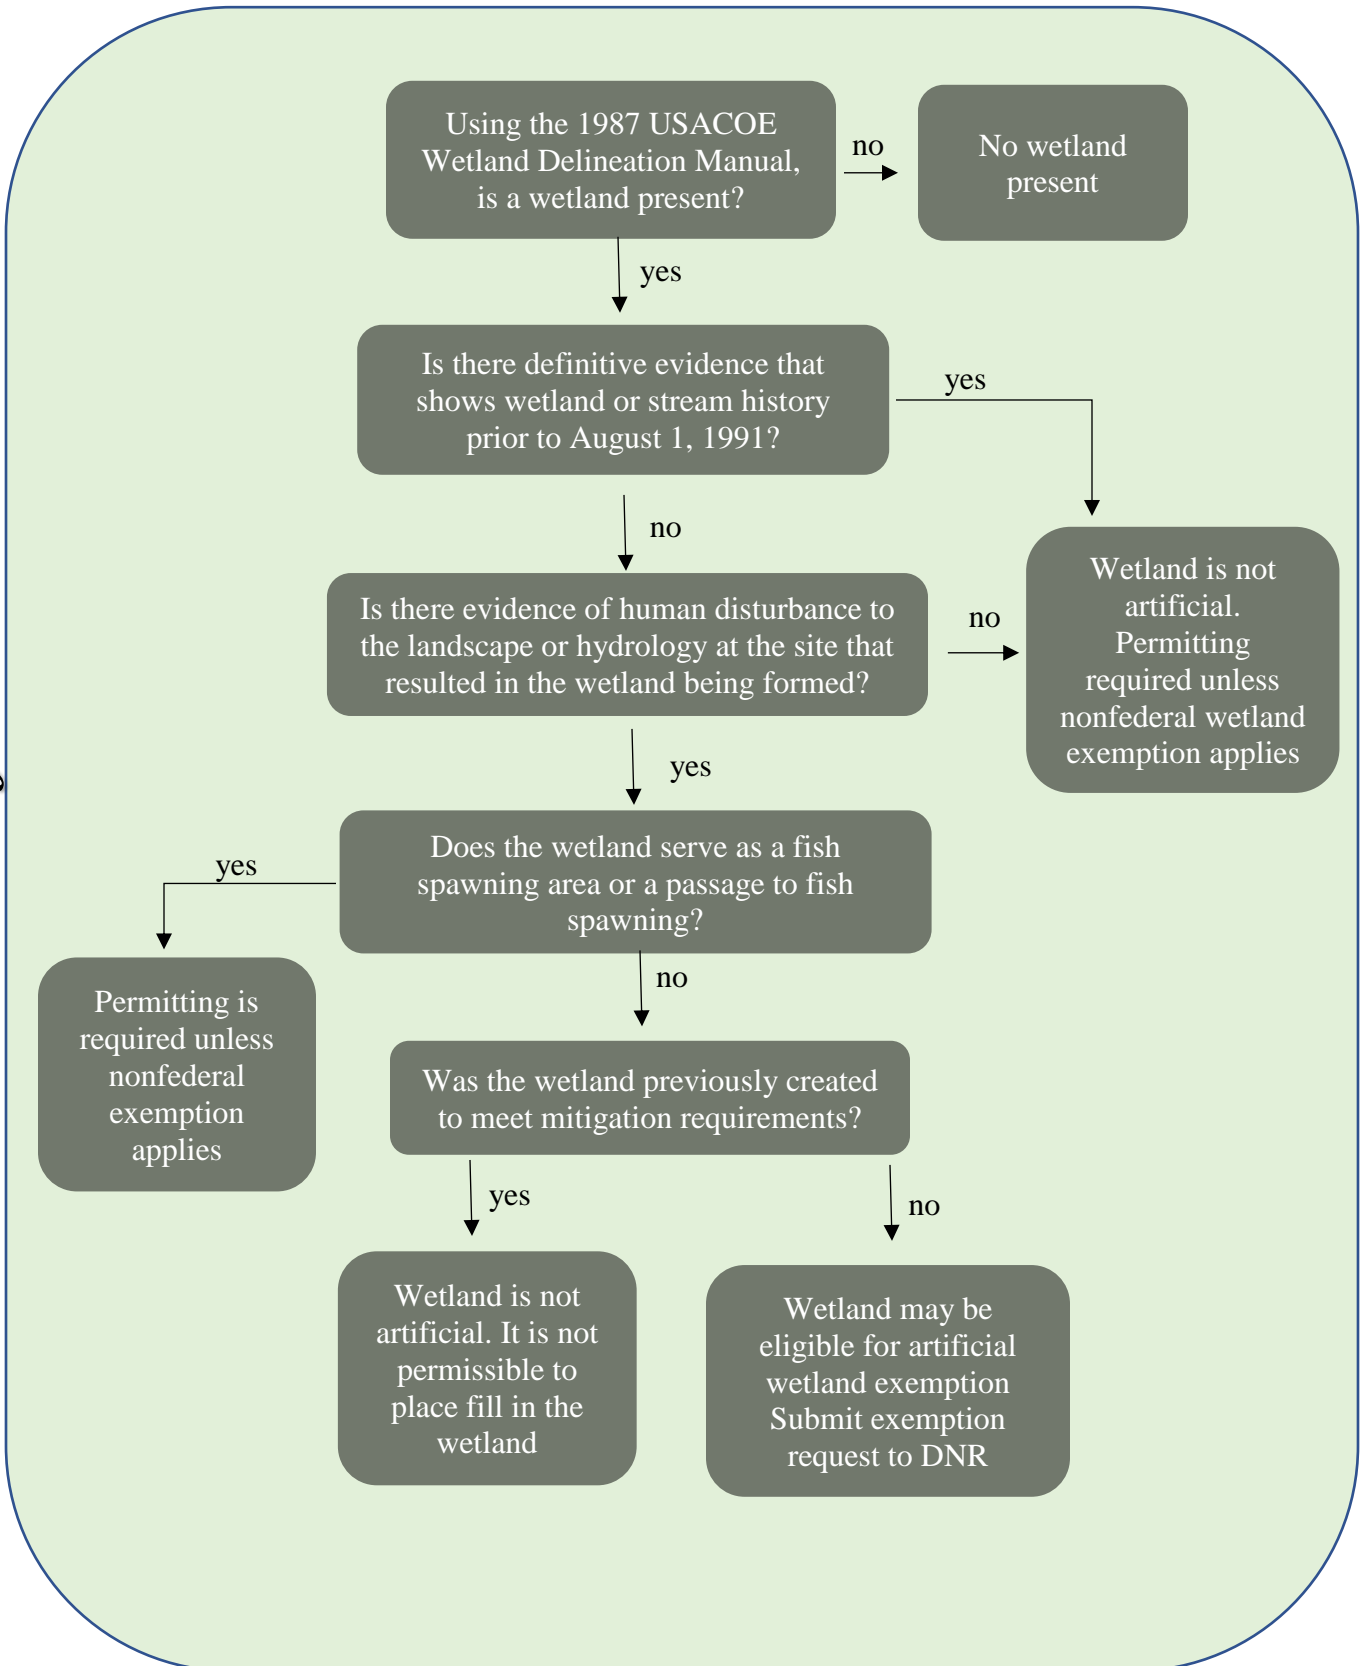 Using the 1987 USACOE
Wetland Delineation Manual,
is a wetland present?
no
No wetland
present
yes
Is there definitive evidence that
shows wetland or stream history
prior to August 1, 1991?
yes
no
Is there evidence of human disturbance to
the landscape or hydrology at the site that
resulted in the wetland being formed?
no
Wetland is not
artificial.
Permitting
required unless
nonfederal wetland
exemption applies
yes
Does the wetland serve as a fish
spawning area or a passage to fish
spawning?
yes
Permitting is
required unless
nonfederal
exemption
applies
no
Was the wetland previously created
to meet mitigation requirements?
yes
no
Wetland is not
artificial. It is not
permissible to
place fill in the
wetland
Wetland may be
eligible for artificial
wetland exemption
Submit exemption
request to DNR